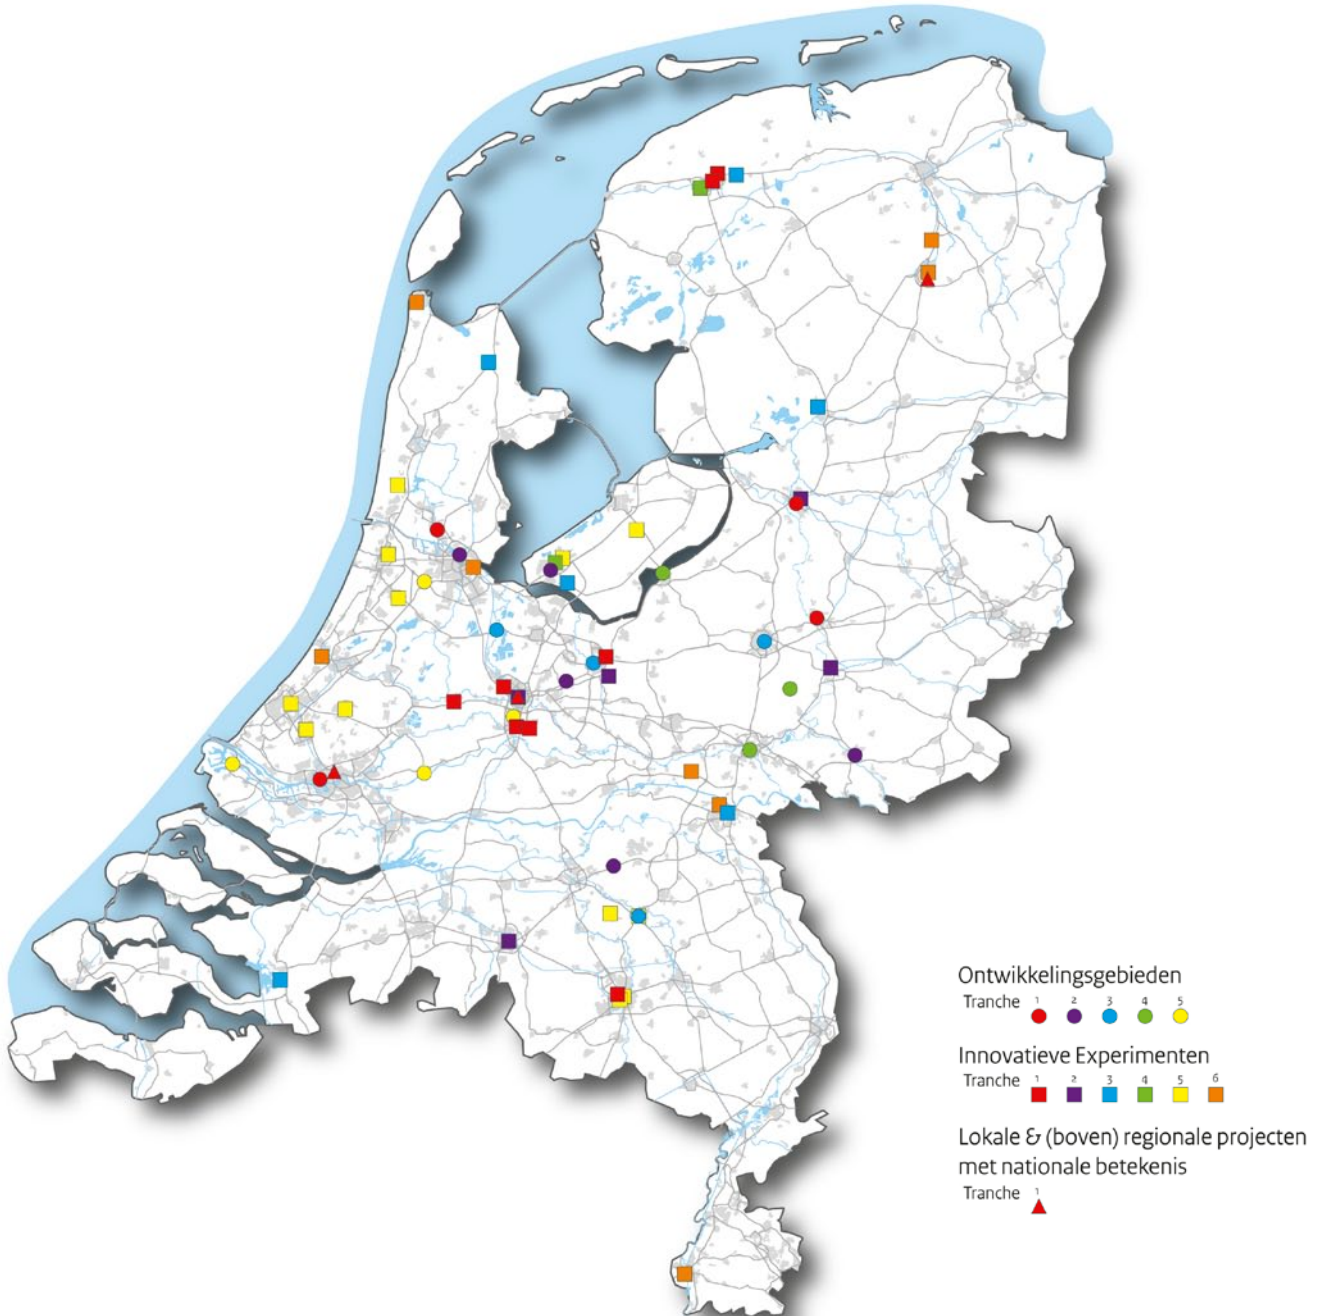 Ontwikkelingsgebieden
Tranche 1 2 3 4 5
Innovatieve Experimenten
Tranche 1 2 3 4 5 6
Lokale & (boven) regionale projecten
met nationale betekenis
Tranche 1